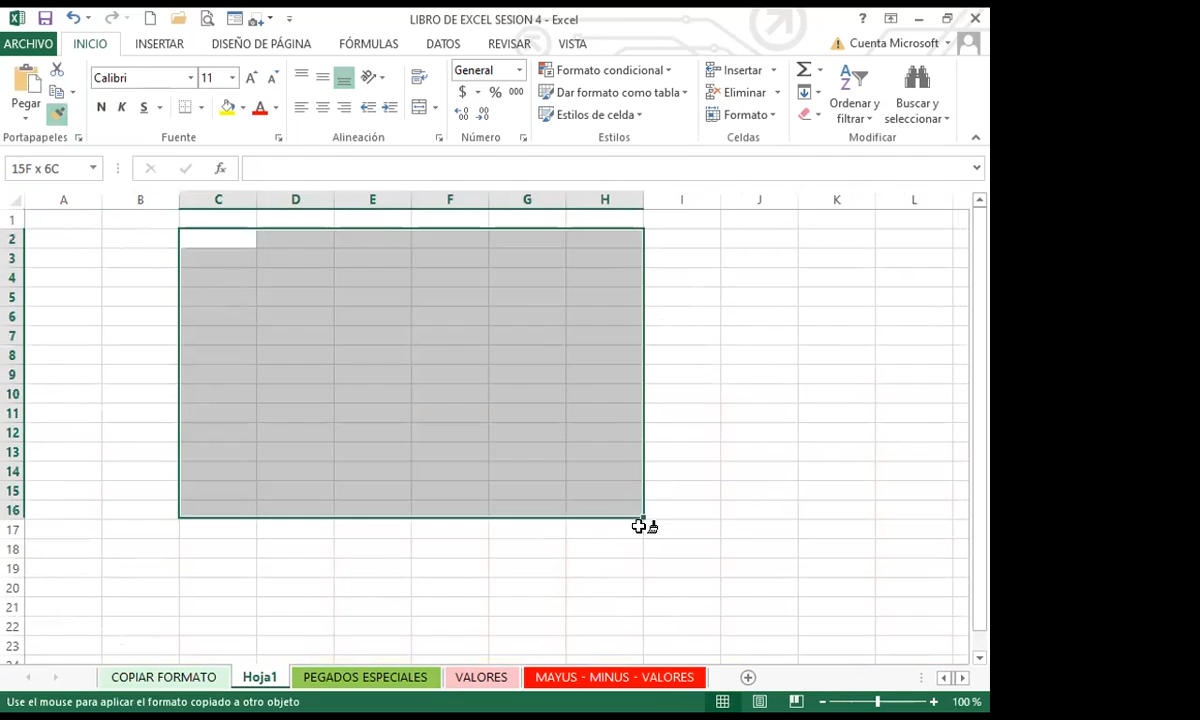 LIBRO DE EXCEL SESION 4 - Excel
?
ARCHIVO INICIO INSERTAR DISEÑO DE PÁGINA FÓRMULAS DATOS REVISAR VISTA Cuenta Microsoft
Calibri 11 General Formato condicional Insertar Σ
Pegar N K S A $ % 000 Dar formato como tabla Eliminar Ordenar y filtrar Buscar y seleccionar
Estilos de celda Formato
Portapapeles Fuente Alineación Número Estilos Celdas Modificar
15F x 6C fx
A B C D E F G H I J K L
1
2
3
4
5
6
7
8
9
10
11
12
13
14
15
16
17
18
19
20
21
22
23
COPIAR FORMATO Hoja1 PEGADOS ESPECIALES VALORES MAYUS - MINUS - VALORES
Use el mouse para aplicar el formato copiado a otro objeto 100 %